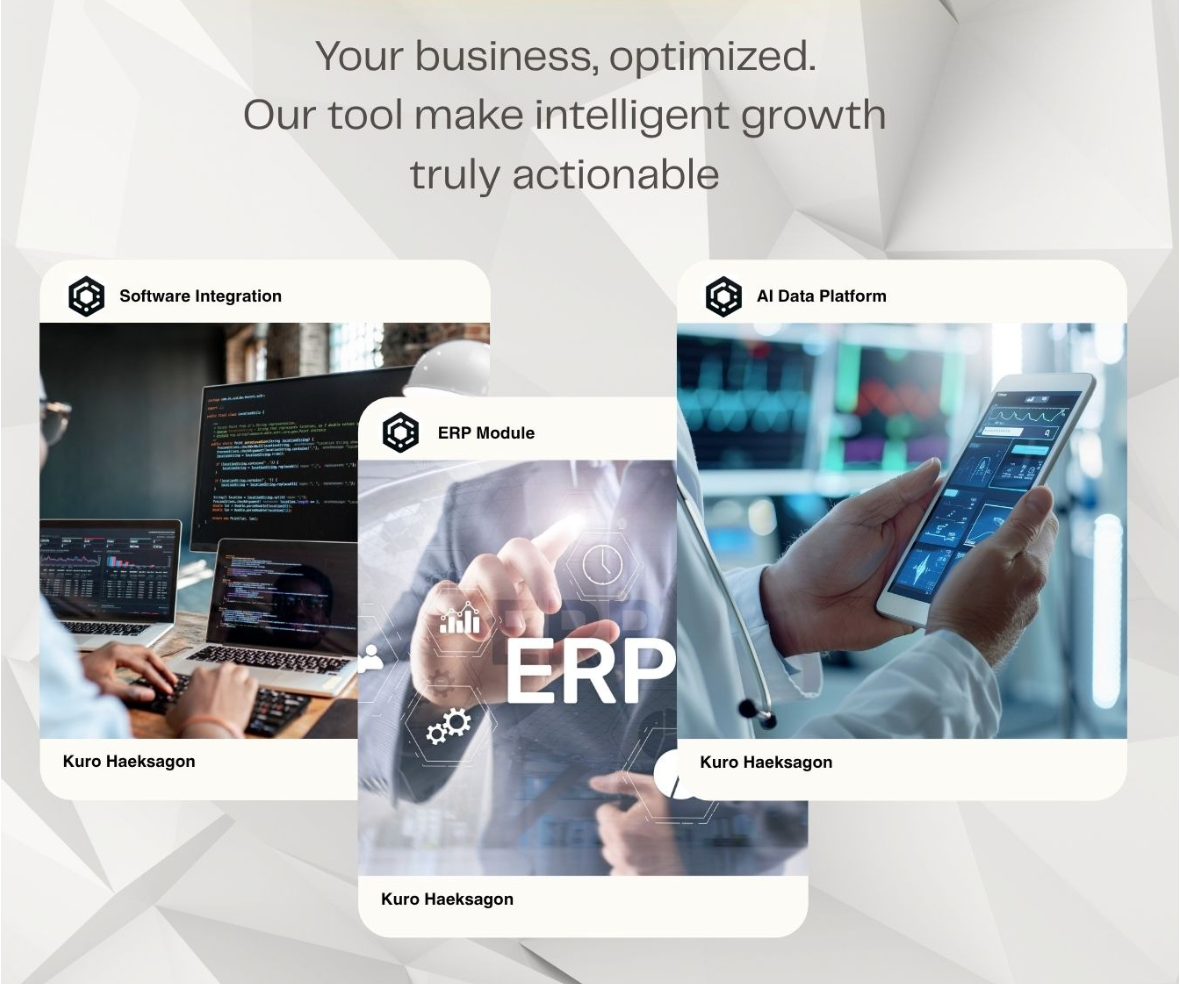 Your business, optimized.
Our tool make intelligent growth
truly actionable
Software Integration
Kuro Haeksagon
ERP Module
ERP
Kuro Haeksagon
AI Data Platform
Kuro Haeksagon